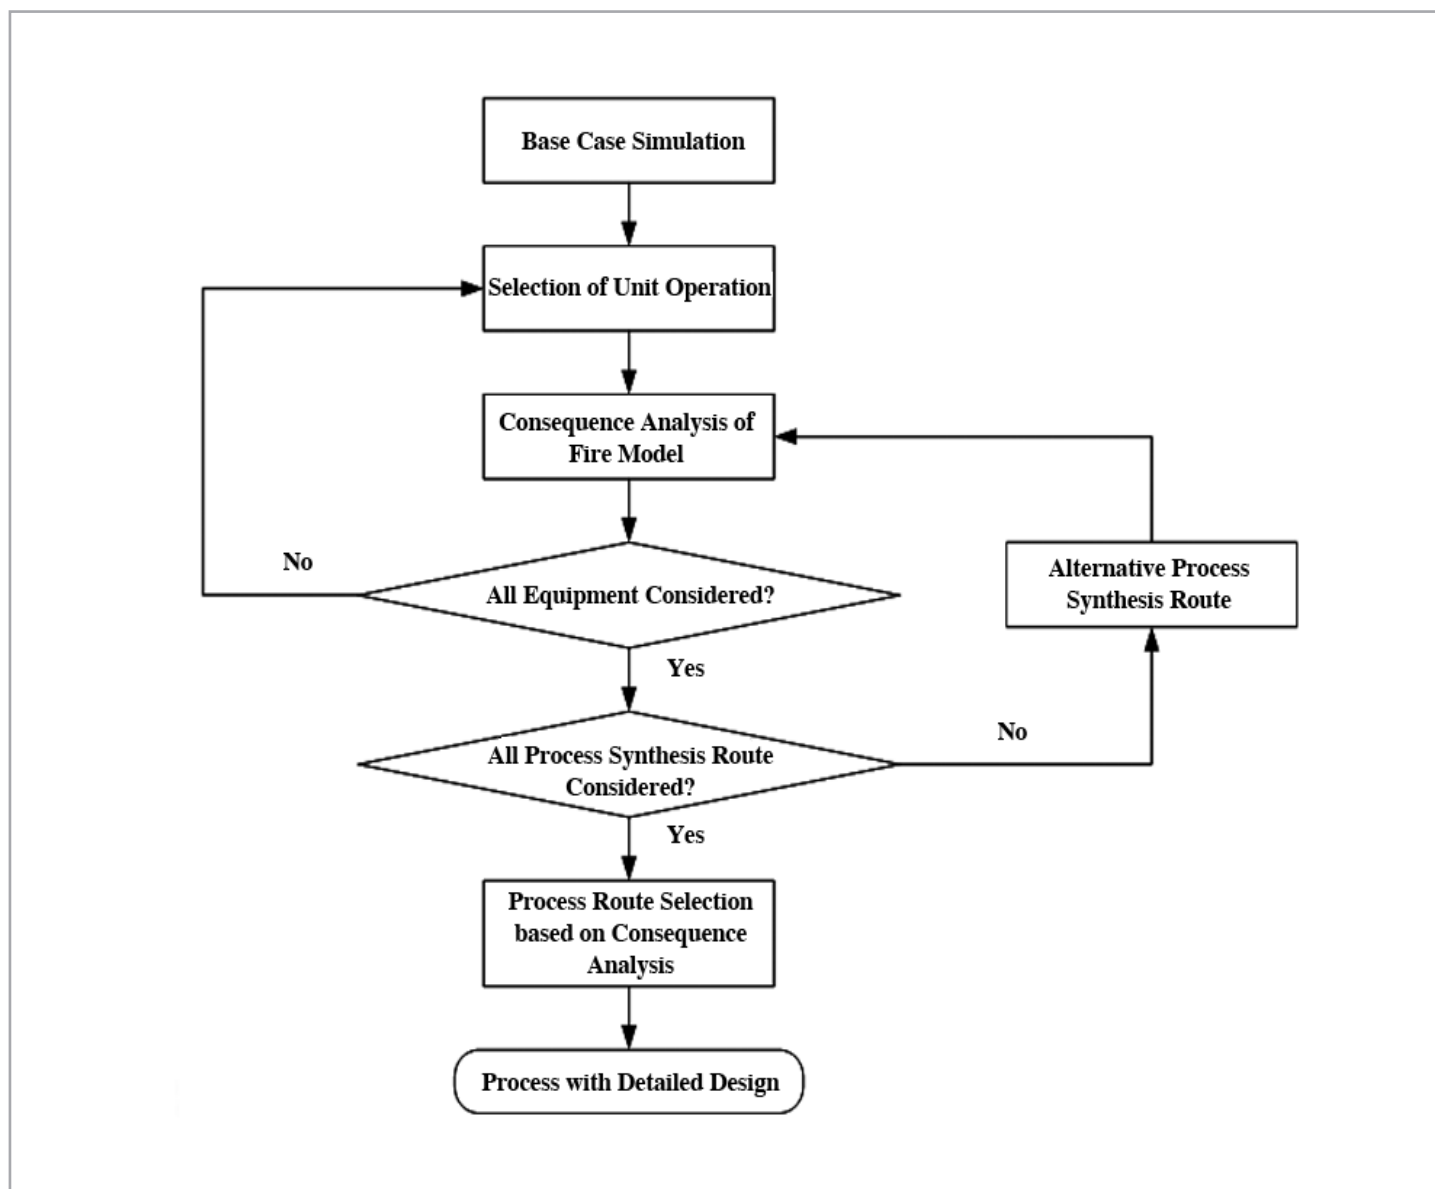 Base Case Simulation
Selection of Unit Operation
Consequence Analysis of
Fire Model
No
All Equipment Considered?
Alternative Process
Synthesis Route
Yes
No
All Process Synthesis Route
Considered?
Yes
Process Route Selection
based on Consequence
Analysis
Process with Detailed Design